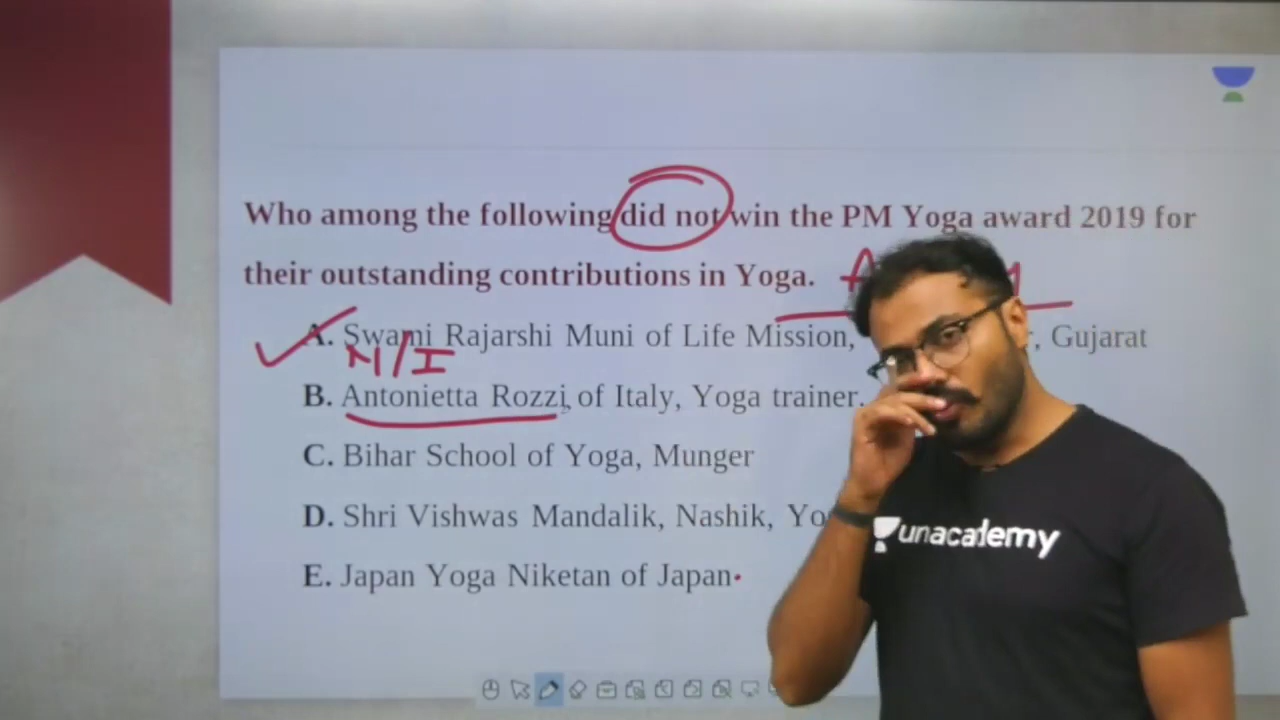 Who among the following did not win the PM Yoga award 2019 for
their outstanding contributions in Yoga.
A. Swami Rajarshi Muni of Life Mission, , Gujarat
M/I
B. Antonietta Rozzi, of Italy, Yoga trainer.
C. Bihar School of Yoga, Munger
D. Shri Vishwas Mandalik, Nashik,
E. Japan Yoga Niketan of Japan
unacademy